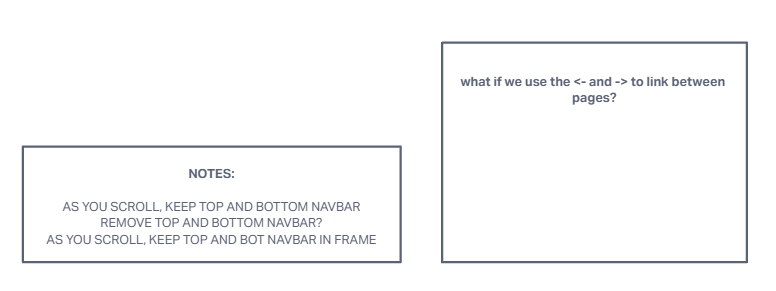 what if we use the <- and -> to link between
pages?
NOTES:
AS YOU SCROLL, KEEP TOP AND BOTTOM NAVBAR
REMOVE TOP AND BOTTOM NAVBAR?
AS YOU SCROLL, KEEP TOP AND BOT NAVBAR IN FRAME